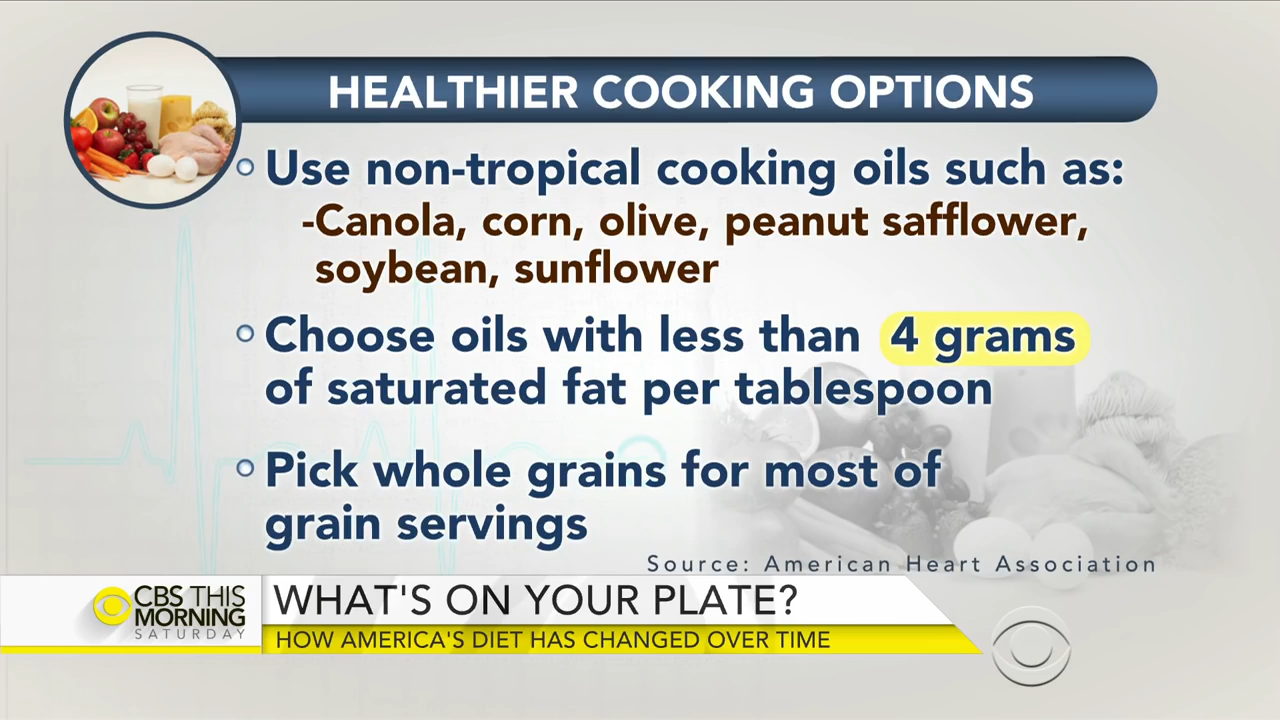 HEALTHIER COOKING OPTIONS
Use non-tropical cooking oils such as:
-Canola, corn, olive, peanut safflower,
soybean, sunflower
Choose oils with less than 4 grams
of saturated fat per tablespoon
Pick whole grains for most of
grain servings
Source: American Heart Association
CBS THIS
MORNING
SATURDAY
WHAT'S ON YOUR PLATE?
HOW AMERICA'S DIET HAS CHANGED OVER TIME